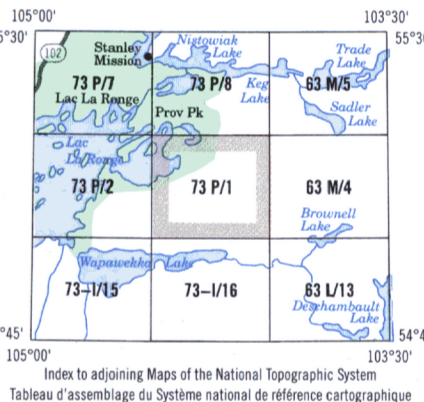 105°00'
103°30'
5°30'
55°3
102
Stanley
Mission
Nistowiak
Lake
Trade
Lake
73 P/7
73 P/8
Keg
Lake
63 M/5
Lac La Ronge
Prov Pk
Sadler
Lake
Lac
La Ronge
73 P/2
73 P/1
63 M/4
Brownell
Lake
Wapawekka Lake
73–I/15
73–I/16
63 L/13
Deschambault
Lake
°45'
54°4
105°00'
103°30'
Index to adjoining Maps of the National Topographic System
Tableau d'assemblage du Système national de référence cartographique